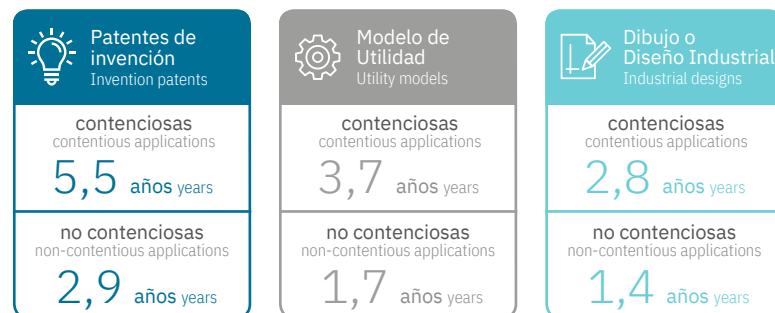 Patentes de
invención
Invention patents
contenciosas
contentious applications
5,5 años years
no contenciosas
non-contentious applications
2,9 años years
Modelo de
Utilidad
Utility models
contenciosas
contentious applications
3,7 años years
no contenciosas
non-contentious applications
1,7 años years
Dibujo o
Diseño Industrial
Industrial designs
contenciosas
contentious applications
2,8 años years
no contenciosas
non-contentious applications
1,4 años years